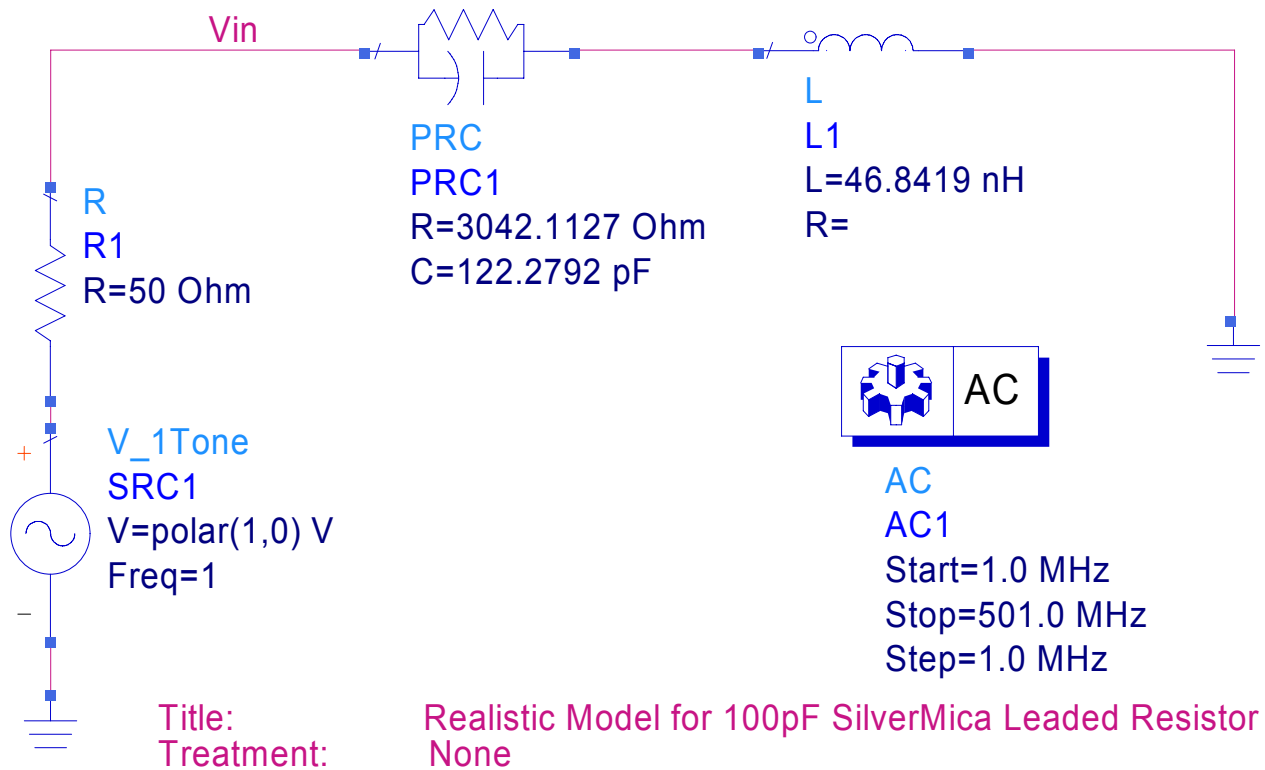 Vin
PRC
PRC1
R=3042.1127 Ohm
C=122.2792 pF
L
L1
L=46.8419 nH
R=
R
R1
R=50 Ohm
AC
V_1Tone
SRC1
V=polar(1,0) V
Freq=1
AC
AC1
Start=1.0 MHz
Stop=501.0 MHz
Step=1.0 MHz
Title: Realistic Model for 100pF SilverMica Leaded Resistor
Treatment: None